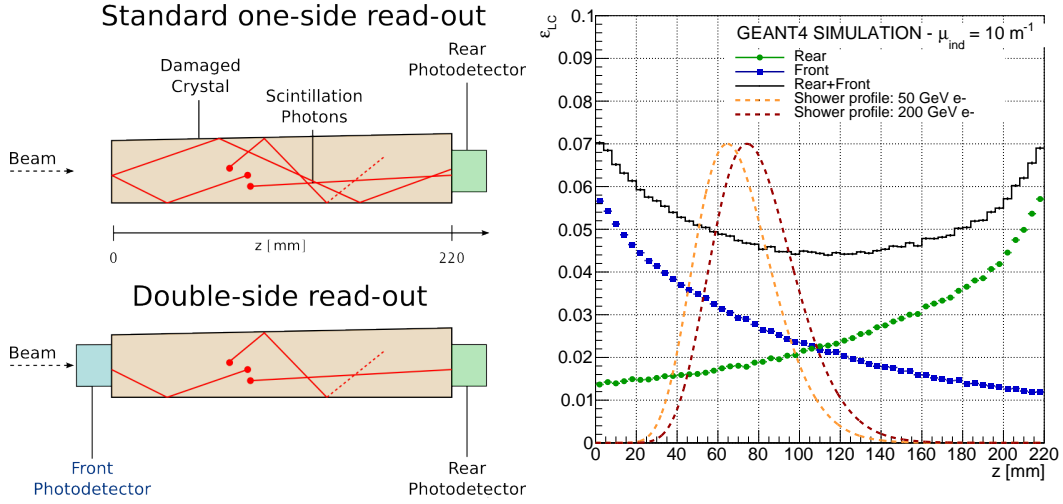 Standard one-side read-out
Rear
Photodetector
Damaged
Crystal
Scintillation
Photons
Beam
z [mm]
0
220
Double-side read-out
Beam
Front
Photodetector
Rear
Photodetector
GEANT4 SIMULATION - μind = 10 m-1
Rear
Front
Rear+Front
Shower profile: 50 GeV e-
Shower profile: 200 GeV e-
εLC
0.1
0.09
0.08
0.07
0.06
0.05
0.04
0.03
0.02
0.01
0
0 20 40 60 80 100 120 140 160 180 200 220
z [mm]